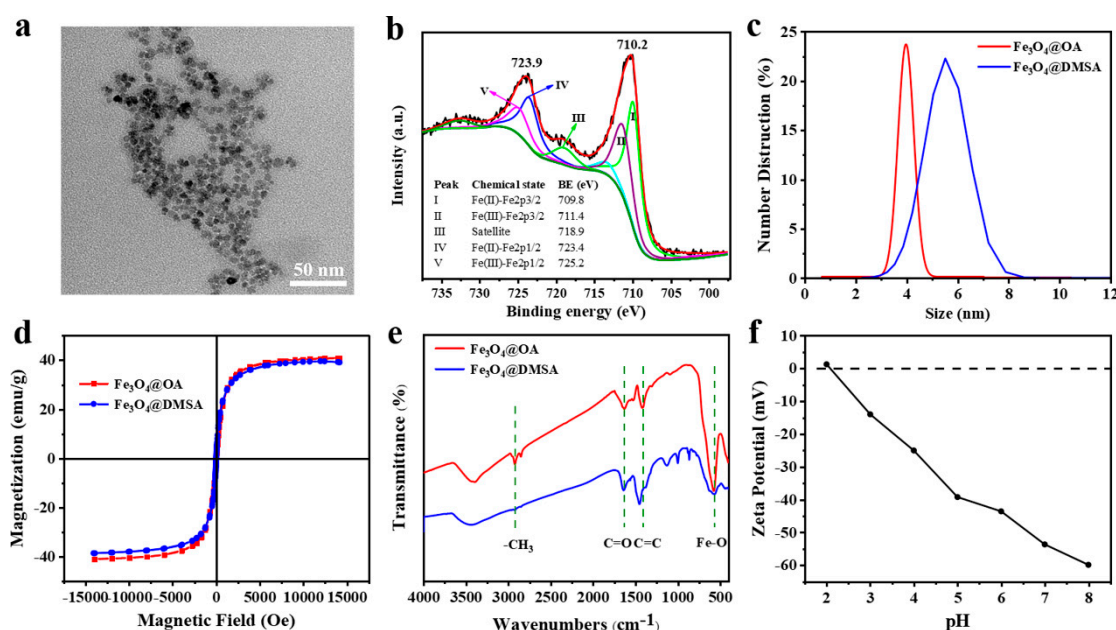 a
50 nm
b
723.9
710.2
V
IV
III
II
I
Peak Chemical state BE (eV)
I Fe(II)-Fe2p3/2 709.8
II Fe(III)-Fe2p3/2 711.4
III Satellite 718.9
IV Fe(II)-Fe2p1/2 723.4
V Fe(III)-Fe2p1/2 725.2
Intensity (a.u.)
735 730 725 720 715 710 705 700
Binding energy (eV)
c
Fe₃O₄@OA
Fe₃O₄@DMSA
Number Distruction (%)
25
20
15
10
5
0
0 2 4 6 8 10 12
Size (nm)
d
Fe₃O₄@OA
Fe₃O₄@DMSA
Magnetization (emu/g)
40
20
0
-20
-40
-15000 -10000 -5000 0 5000 10000 15000
Magnetic Field (Oe)
e
Fe₃O₄@OA
Fe₃O₄@DMSA
Transmittance (%)
-CH₃
C=O C=C
Fe-O
4000 3500 3000 2500 2000 1500 1000 500
Wavenumbers (cm⁻¹)
f
Zeta Potential (mV)
10
0
-10
-20
-30
-40
-50
-60
2 3 4 5 6 7 8
pH